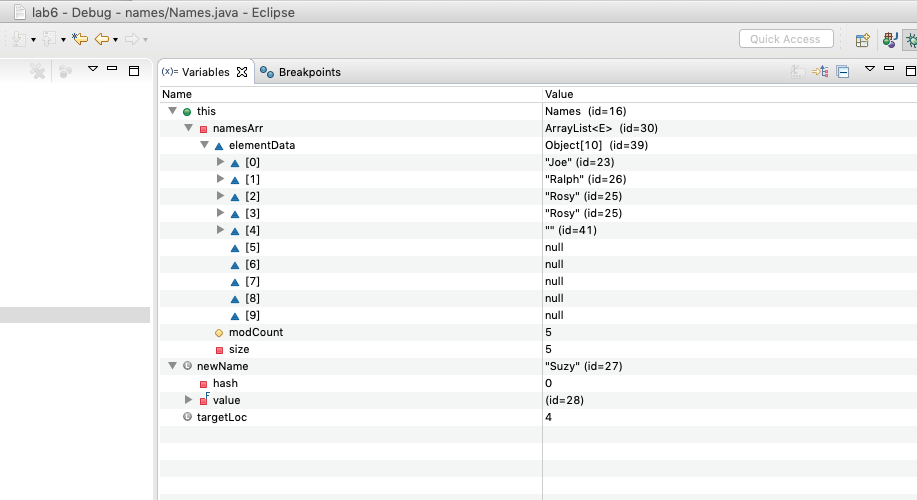 lab6 - Debug - names/Names.java - Eclipse
Quick Access
(x)= Variables Breakpoints
Name Value
this Names (id=16)
namesArr ArrayList<E> (id=30)
elementData Object[10] (id=39)
[0] "Joe" (id=23)
[1] "Ralph" (id=26)
[2] "Rosy" (id=25)
[3] "Rosy" (id=25)
[4] "" (id=41)
[5] null
[6] null
[7] null
[8] null
[9] null
modCount 5
size 5
newName "Suzy" (id=27)
hash 0
F value (id=28)
targetLoc 4